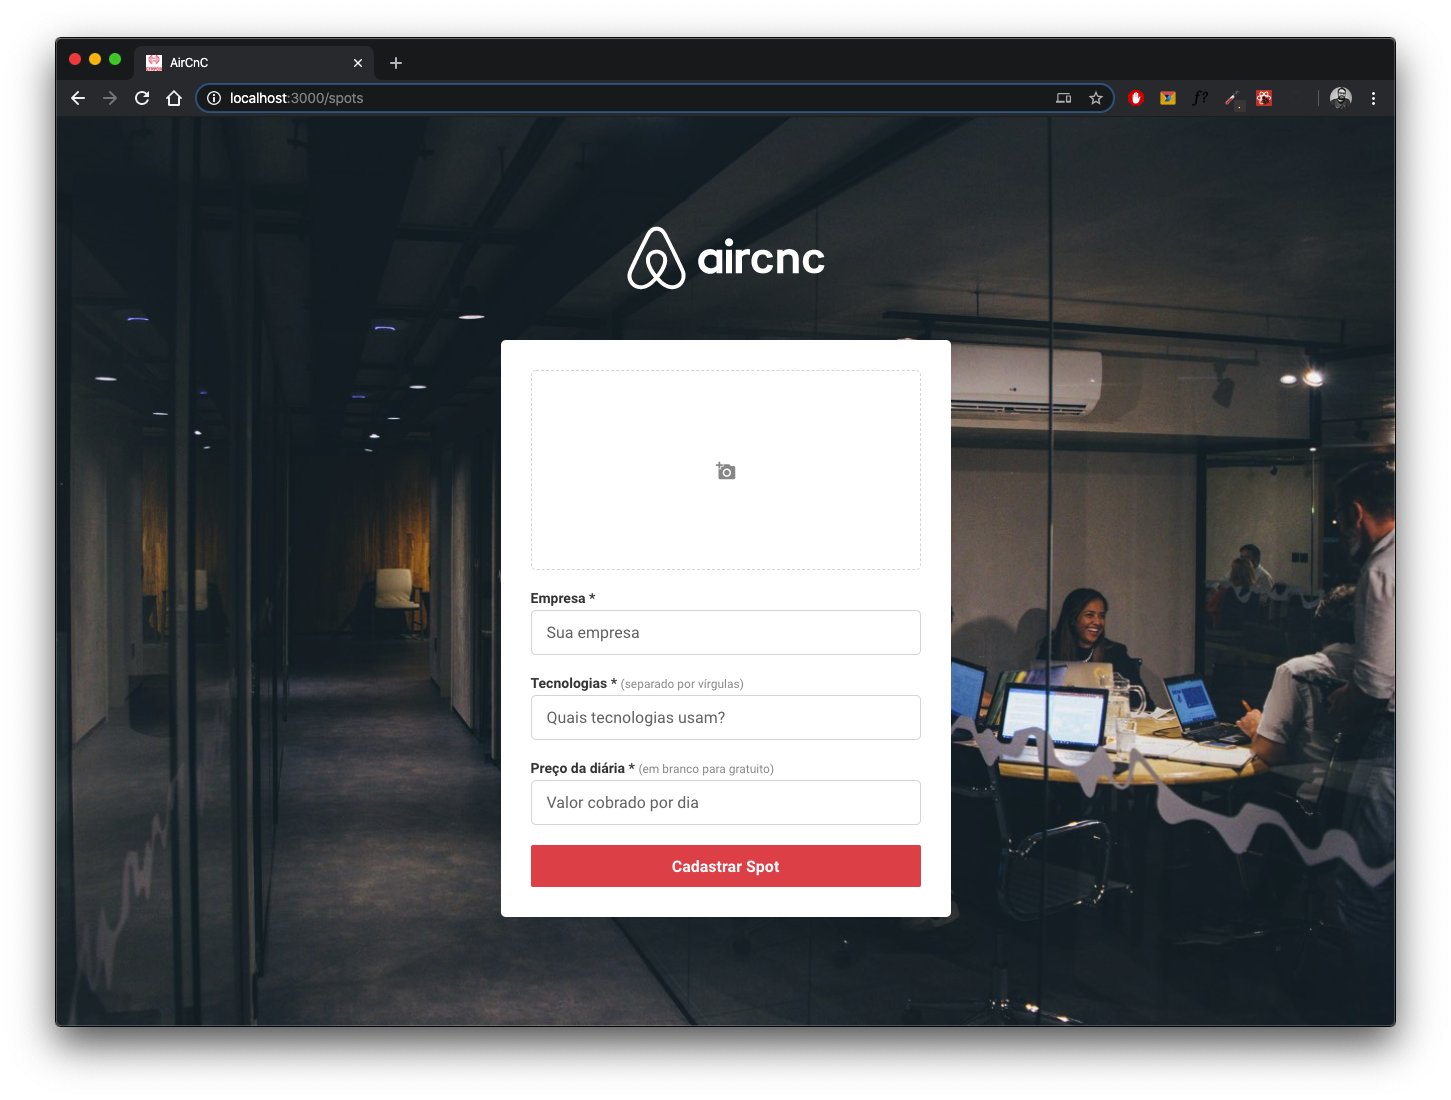 AirCnC
localhost:3000/spots
f?
aircnc
Empresa *
Sua empresa
Tecnologias * (separado por vírgulas)
Quais tecnologias usam?
Preço da diária * (em branco para gratuito)
Valor cobrado por dia
Cadastrar Spot